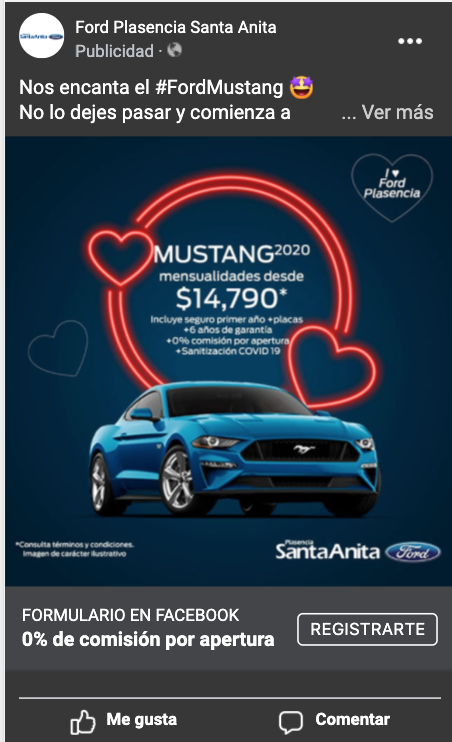 SantaAnita Ford
Ford Plasencia Santa Anita
Publicidad ·
Nos encanta el #FordMustang 🤩
No lo dejes pasar y comienza a ... Ver más
I ♥
Ford
Plasencia
MUSTANG2020
mensualidades desde
$14,790*
Incluye seguro primer año +placas
+6 años de garantía
+0% comisión por apertura
+Sanitización COVID 19
*Consulta términos y condiciones.
Imagen de carácter ilustrativo
Plasencia
SantaAnita Ford
FORMULARIO EN FACEBOOK
0% de comisión por apertura
REGISTRARTE
Me gusta
Comentar